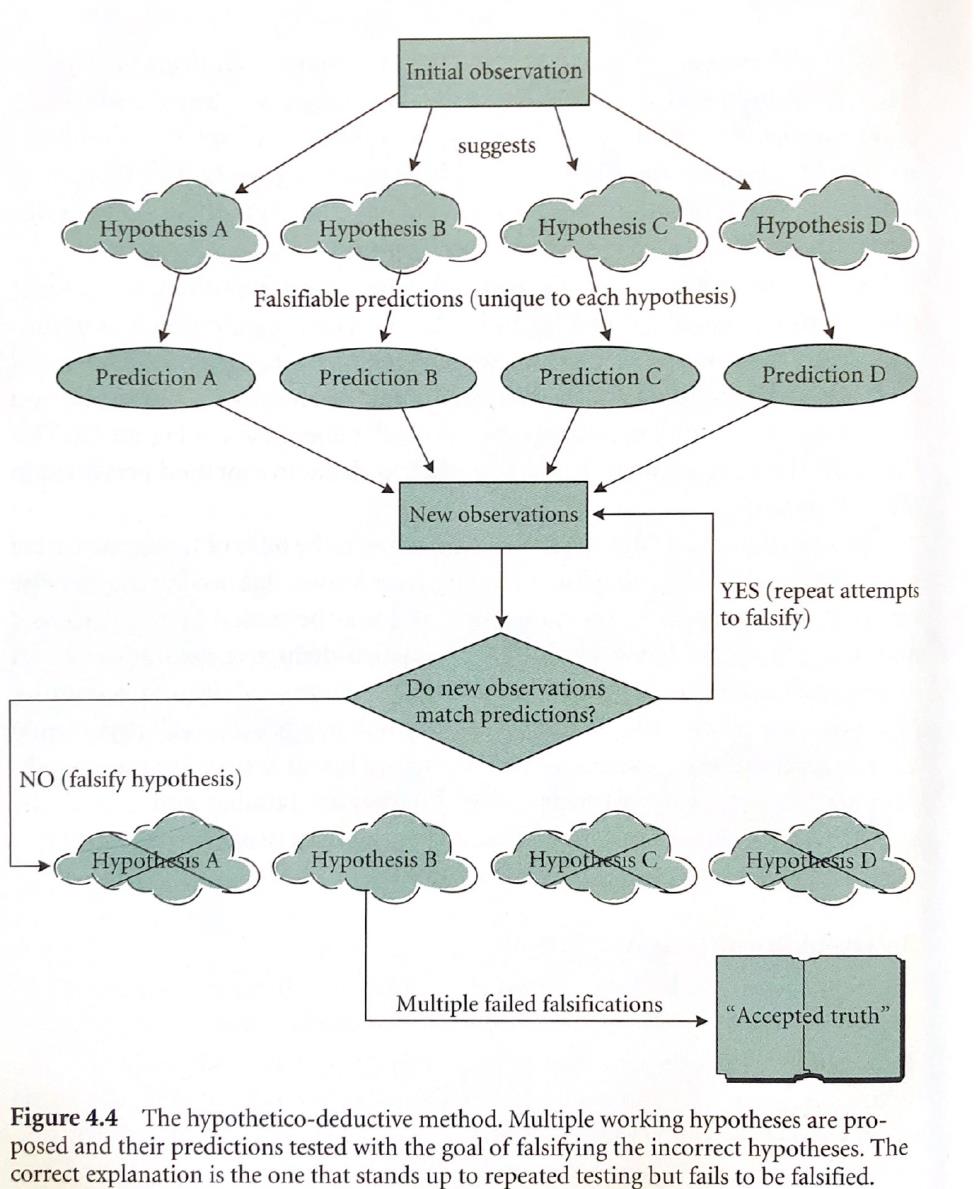 Initial observation
suggests
Hypothesis A
Hypothesis B
Hypothesis C
Hypothesis D
Falsifiable predictions (unique to each hypothesis)
Prediction A
Prediction B
Prediction C
Prediction D
New observations
YES (repeat attempts
to falsify)
Do new observations
match predictions?
NO (falsify hypothesis)
Hypothesis A
Hypothesis B
Hypothesis C
Hypothesis D
Multiple failed falsifications
“Accepted truth”
Figure 4.4 The hypothetico-deductive method. Multiple working hypotheses are pro-
posed and their predictions tested with the goal of falsifying the incorrect hypotheses. The
correct explanation is the one that stands up to repeated testing but fails to be falsified.